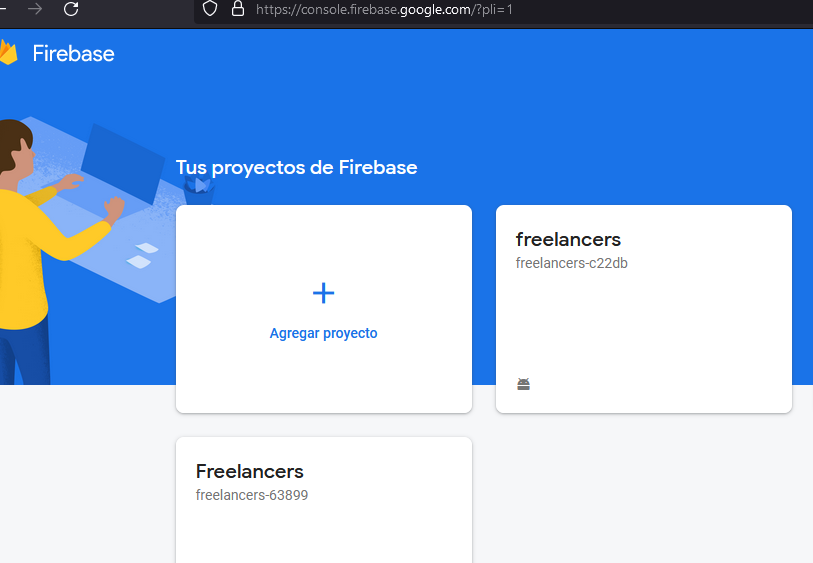 https://console.firebase.google.com/?pli=1
Firebase
Tus proyectos de Firebase
Agregar proyecto
freelancers
freelancers-c22db
Freelancers
freelancers-63899